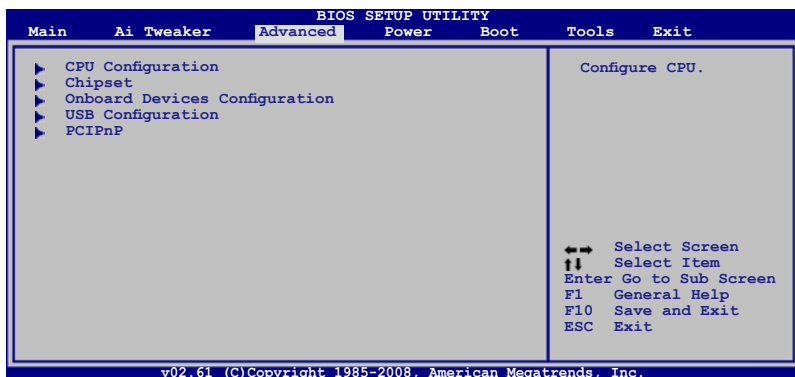 BIOS SETUP UTILITY
Main Ai Tweaker Advanced Power Boot Tools Exit
CPU Configuration
Chipset
Onboard Devices Configuration
USB Configuration
PCIPnP
Configure CPU.
Select Screen
Select Item
Enter Go to Sub Screen
F1 General Help
F10 Save and Exit
ESC Exit
v02.61 (C)Copyright 1985-2008, American Megatrends, Inc.